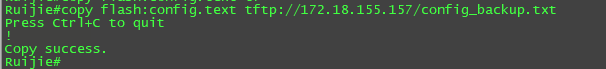 Ruijie#copy flash:config.text tftp://172.18.155.157/config_backup.txt
Press Ctrl+C to quit
!
Copy success.
Ruijie#